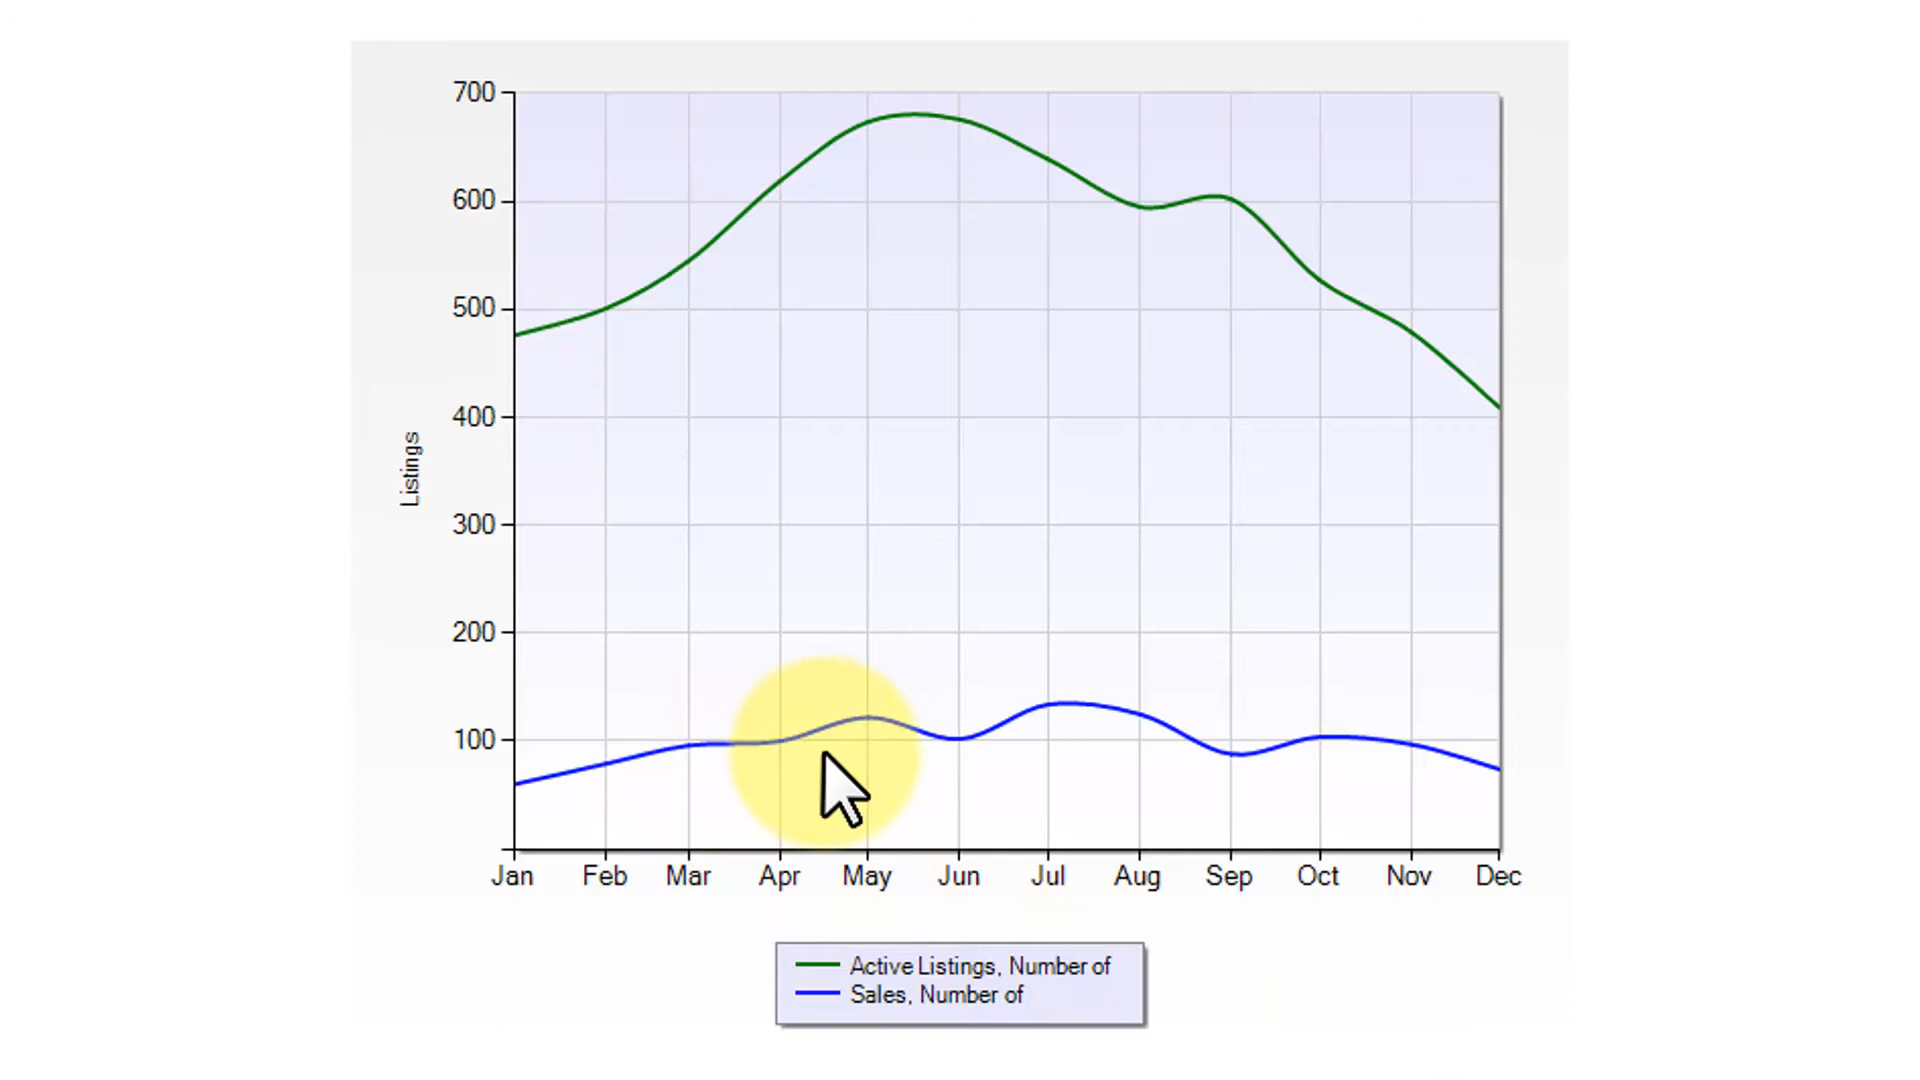 700
600
500
400
300
200
100
Listings
Jan Feb Mar Apr May Jun Jul Aug Sep Oct Nov Dec
Active Listings, Number of
Sales, Number of